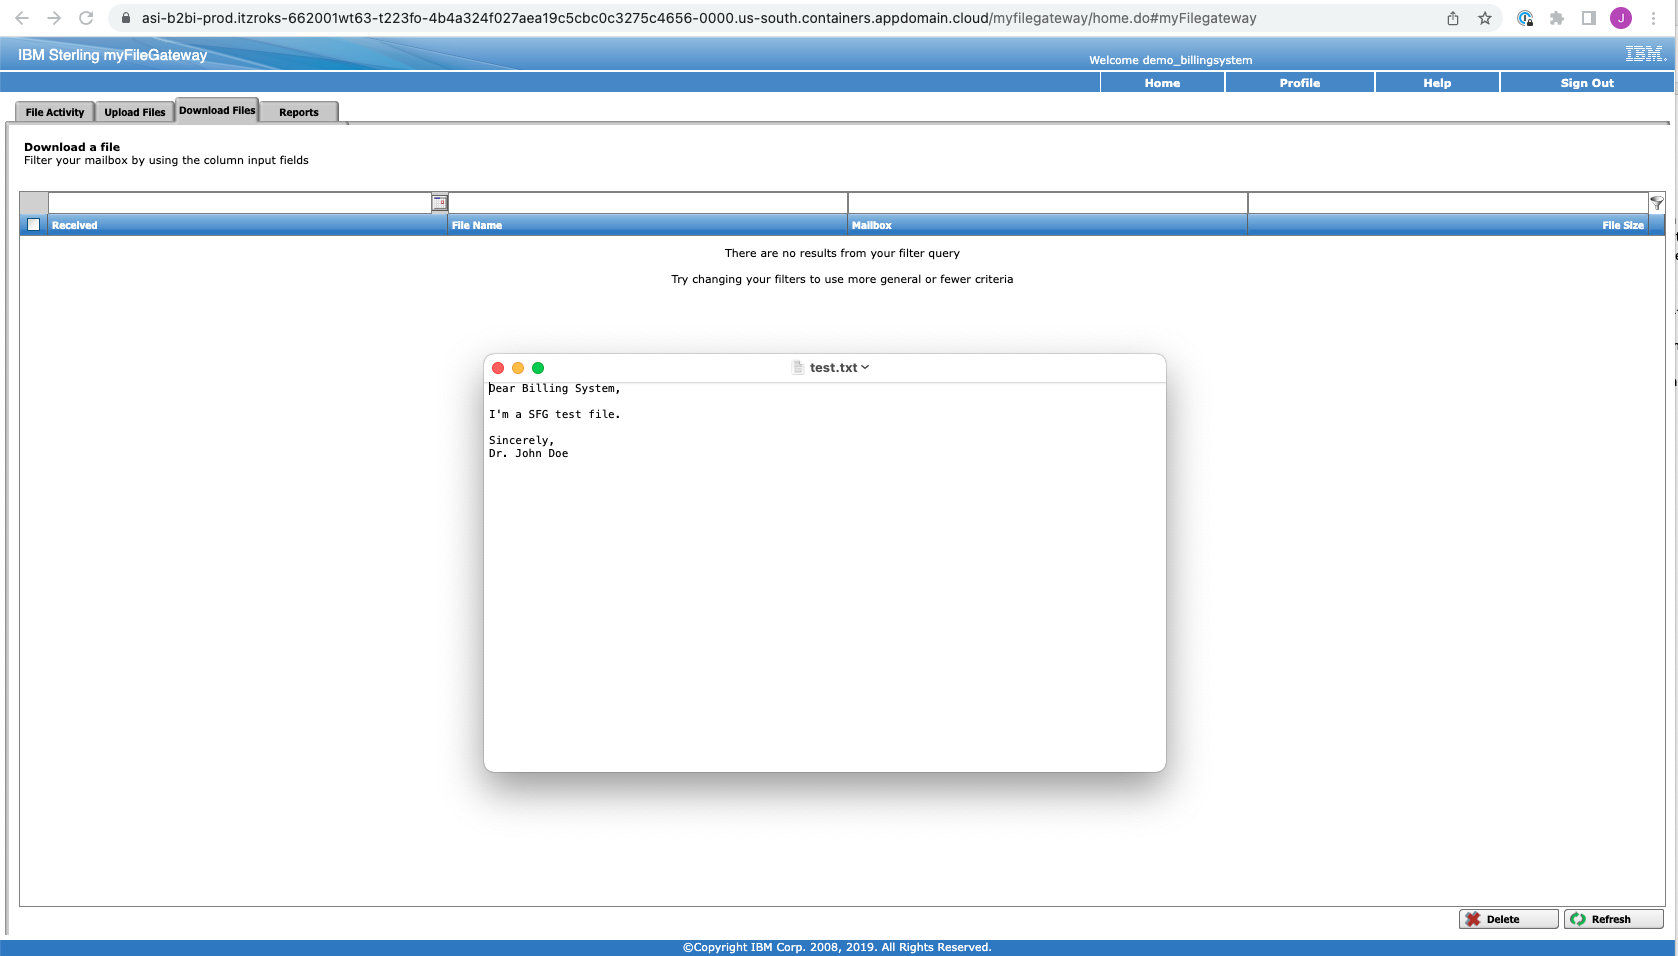 asi-b2bi-prod.itzroks-662001wt63-t223fo-4b4a324f027aea19c5cbc0c3275c4656-0000.us-south.containers.appdomain.cloud/myfilegateway/home.do#myFilegateway
J
IBM Sterling myFileGateway
Welcome demo_billingsystem
IBM.
Home Profile Help Sign Out
File Activity Upload Files Download Files Reports
Download a file
Filter your mailbox by using the column input fields
Received File Name Mailbox File Size
There are no results from your filter query
Try changing your filters to use more general or fewer criteria
test.txt
Dear Billing System,
I'm a SFG test file.
Sincerely,
Dr. John Doe
Delete Refresh
©Copyright IBM Corp. 2008, 2019. All Rights Reserved.